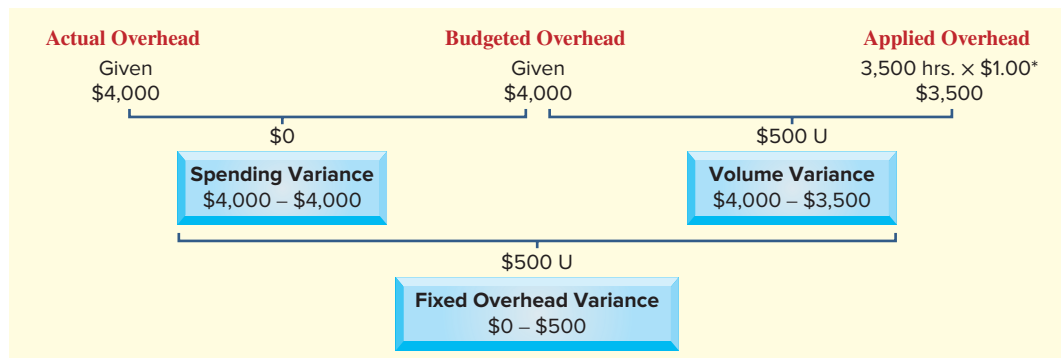 Actual Overhead Budgeted Overhead Applied Overhead
Given Given 3,500 hrs. × $1.00*
$4,000 $4,000 $3,500
$0 $500 U
Spending Variance Volume Variance
$4,000 – $4,000 $4,000 – $3,500
$500 U
Fixed Overhead Variance
$0 – $500